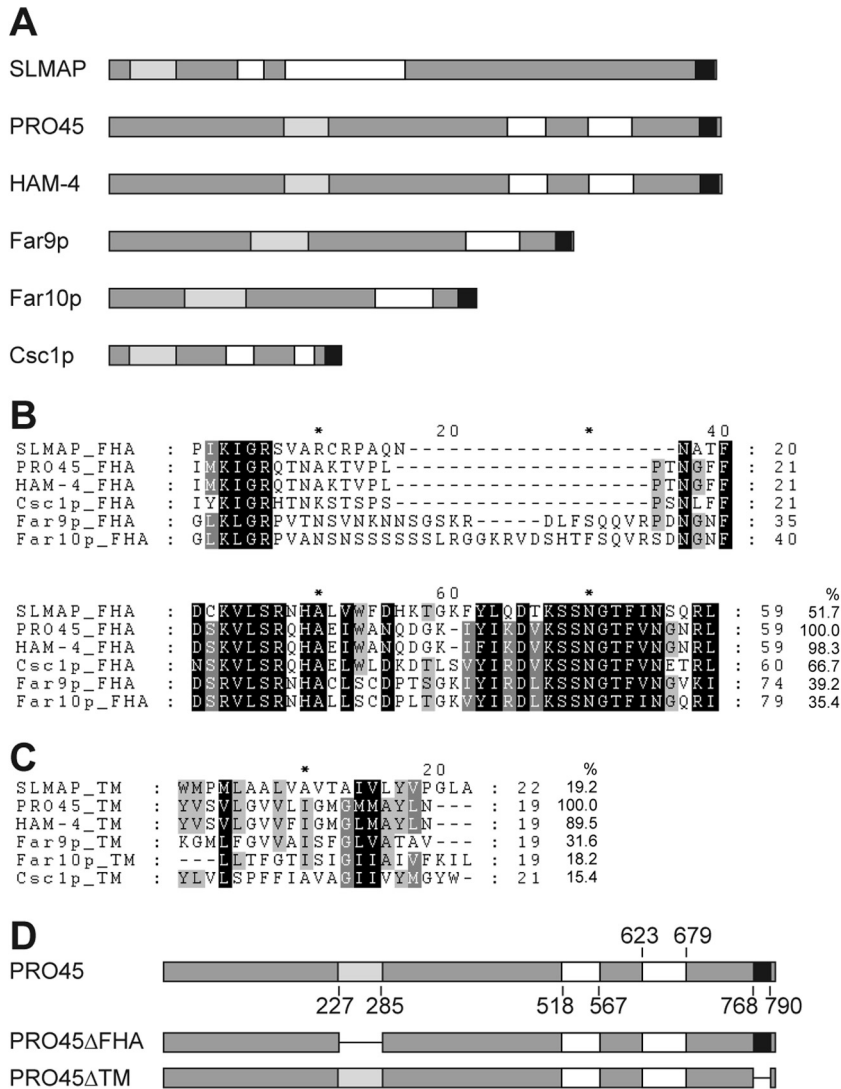 A
SLMAP
PRO45
HAM-4
Far9p
Far10p
Csc1p
B
* 20 * 40
SLMAP_FHA : PIKIGRSVARCRPAQN--------------------NATF : 20
PRO45_FHA : IMKIGRQTNAKTVPL-------------------PTNGFF : 21
HAM-4_FHA : IMKIGRQTNAKTVPL-------------------PTNGFF : 21
Csc1p_FHA : IYKIGRHTNKSTSPS-------------------PSNLFF : 21
Far9p_FHA : GLKLGRPVTNSVNKNNSGSKR-----DLFSQQVRPDNGNF : 35
Far10p_FHA : GLKLGRPVANSNSSSSSSLRGGKRVDSHTFSQVRSDNGNF : 40
* 60 * %
SLMAP_FHA : DCKVLSRNHALVWFDHKTGKFYLQDTKSSNGTFINSQRL : 59 51.7
PRO45_FHA : DSKVLSRQHAEIWANQDGK-IYIKDVKSSNGTFVNGNRL : 59 100.0
HAM-4_FHA : DSKVLSRQHAEIWANQDGK-IFIKDVKSSNGTFVNGNRL : 59 98.3
Csc1p_FHA : NSKVLSRNHAELWLDKDTLSVYIRDVKSSNGTFVNETRL : 60 66.7
Far9p_FHA : DSRVLSRNHACLSCDPTSGKIYIRDLKSSNGTFVNGVKI : 74 39.2
Far10p_FHA : DSRVLSRNHALLSCDPLTGKVYIRDLKSSNGTFVNGQRI : 79 35.4
C
* 20 %
SLMAP_TM : WMPMLAALVAVTAIVLYVPGLA : 22 19.2
PRO45_TM : YVSVLGVVLIGMGMMAYLN--- : 19 100.0
HAM-4_TM : YVSVLGVVFIGMGLMAYLN--- : 19 89.5
Far9p_TM : KGMLFGVVAISFGLVATAV--- : 19 31.6
Far10p_TM : ---LLTFGTISIGIIAIVFKIL : 19 18.2
Csc1p_TM : YLVLSPFFIAVAGIIVYMGYW- : 21 15.4
D
623 679
PRO45
227 285 518 567 768 790
PRO45ΔFHA
PRO45ΔTM